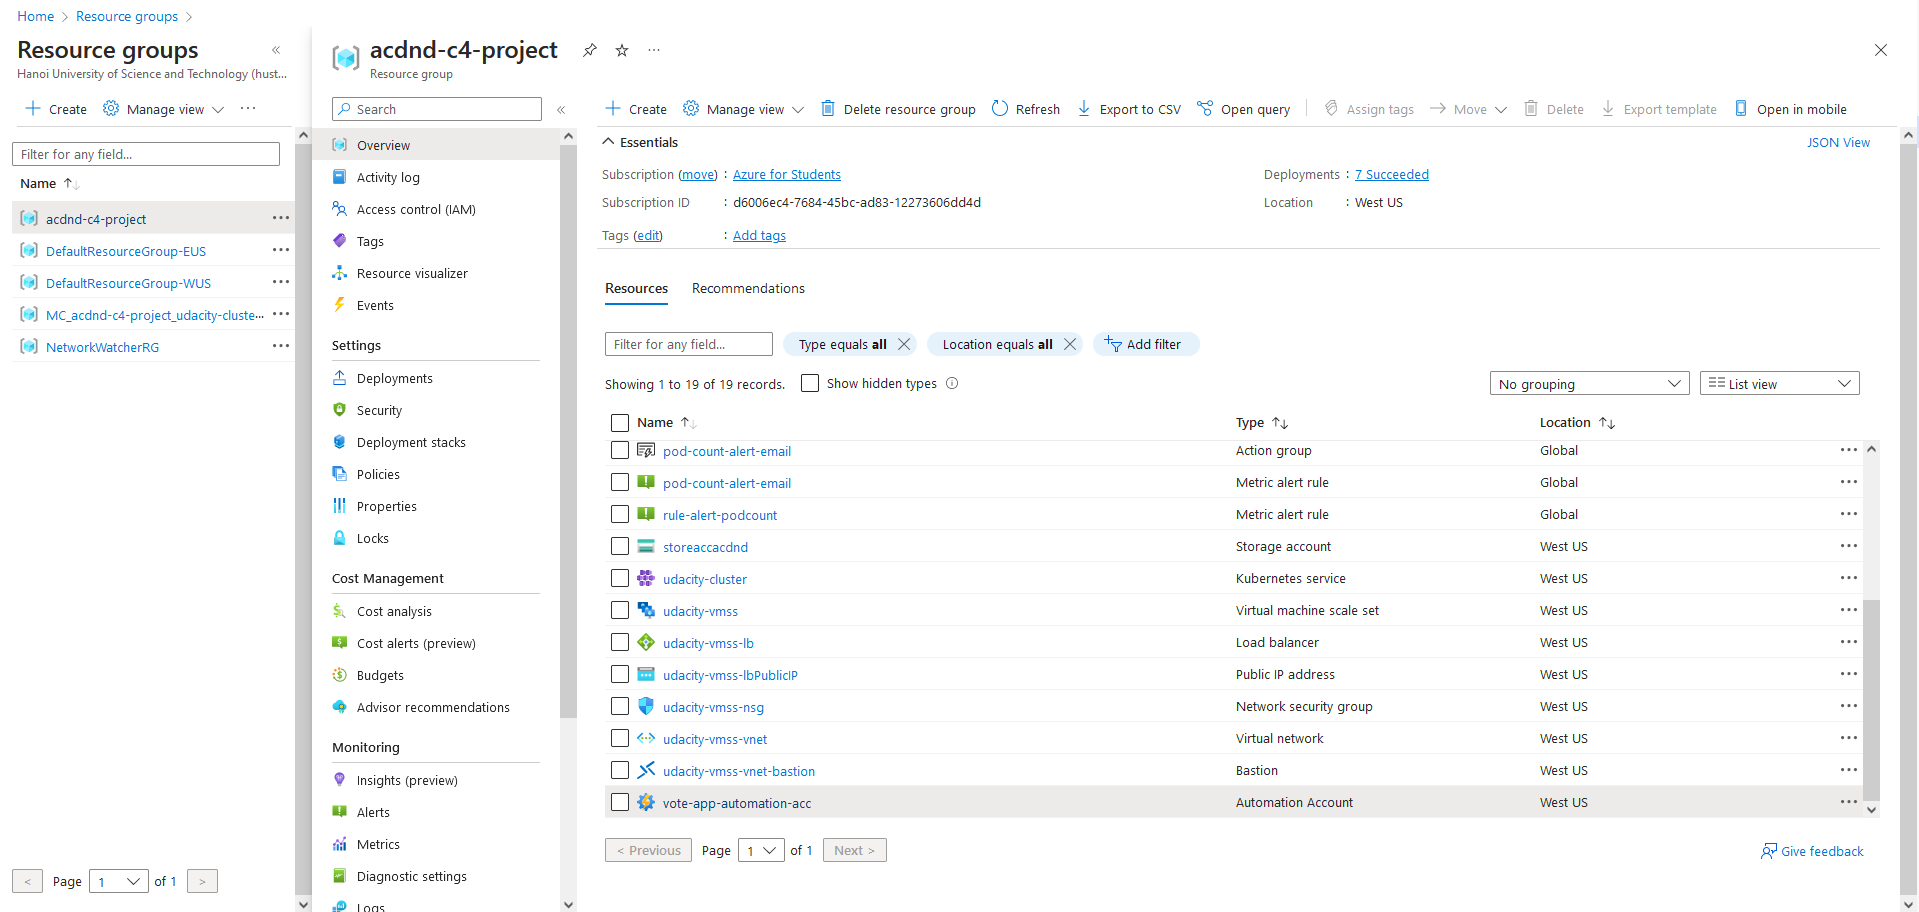 Home > Resource groups >
Resource groups «
Hanoi University of Science and Technology (hust...
+ Create Manage view ...
Filter for any field...
Name ↑↓
acdnd-c4-project ...
DefaultResourceGroup-EUS ...
DefaultResourceGroup-WUS ...
MC_acdnd-c4-project_udacity-cluste... ...
NetworkWatcherRG ...
< Page 1 of 1 >
acdnd-c4-project ...
Resource group
Search «
Overview
Activity log
Access control (IAM)
Tags
Resource visualizer
Events
Settings
Deployments
Security
Deployment stacks
Policies
Properties
Locks
Cost Management
Cost analysis
Cost alerts (preview)
Budgets
Advisor recommendations
Monitoring
Insights (preview)
Alerts
Metrics
Diagnostic settings
Logs
+ Create Manage view Delete resource group Refresh Export to CSV Open query Assign tags Move Delete Export template Open in mobile
Essentials JSON View
Subscription (move) : Azure for Students Deployments : 7 Succeeded
Subscription ID : d6006ec4-7684-45bc-ad83-12273606dd4d Location : West US
Tags (edit) : Add tags
Resources Recommendations
Filter for any field... Type equals all Location equals all Add filter
Showing 1 to 19 of 19 records. Show hidden types No grouping List view
Name ↑↓ Type ↑↓ Location ↑↓
pod-count-alert-email Action group Global ...
pod-count-alert-email Metric alert rule Global ...
rule-alert-podcount Metric alert rule Global ...
storeaccacdnd Storage account West US ...
udacity-cluster Kubernetes service West US ...
udacity-vmss Virtual machine scale set West US ...
udacity-vmss-lb Load balancer West US ...
udacity-vmss-lbPublicIP Public IP address West US ...
udacity-vmss-nsg Network security group West US ...
udacity-vmss-vnet Virtual network West US ...
udacity-vmss-vnet-bastion Bastion West US ...
vote-app-automation-acc Automation Account West US ...
< Previous Page 1 of 1 Next > Give feedback